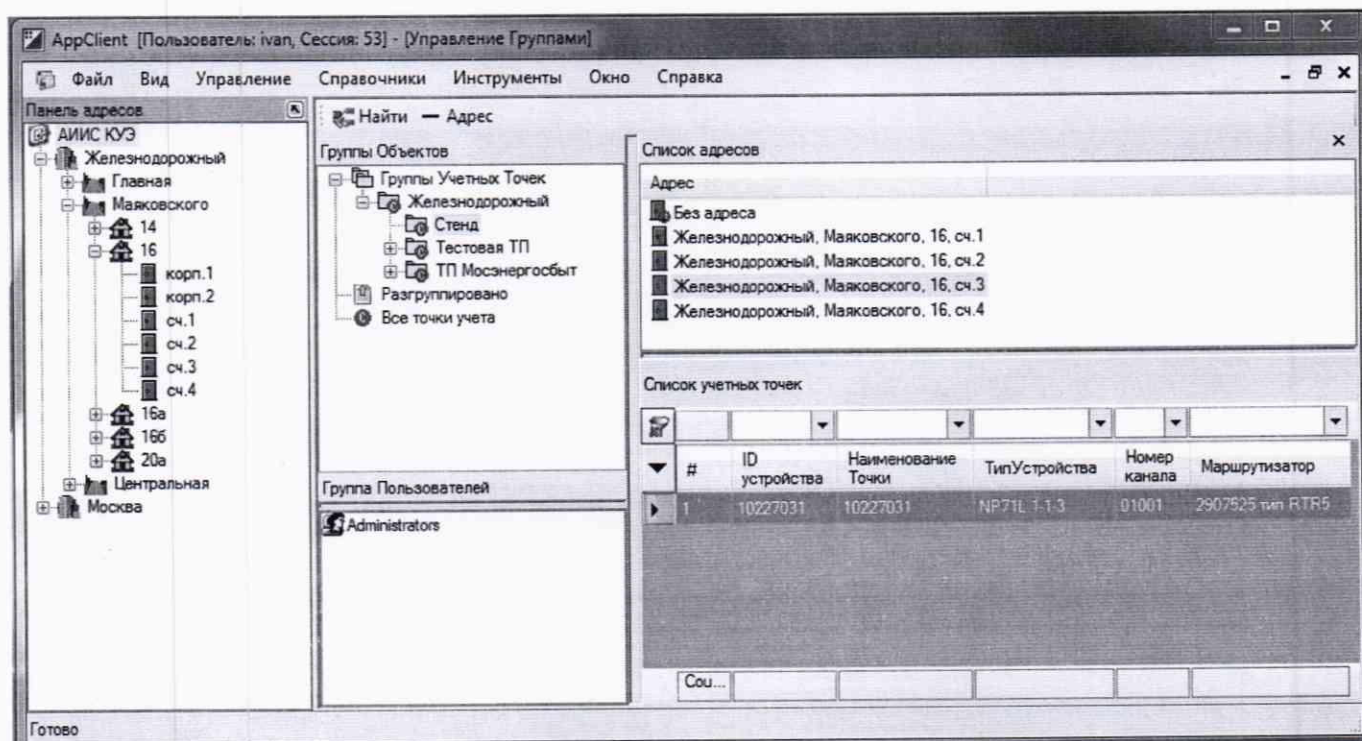 AppClient [Пользователь: ivan, Сессия: 53] - [Управление Группами]
Файл Вид Управление Справочники Инструменты Окно Справка
Панель адресов
АИИС КУЭ
Железнодорожный
Главная
Маяковского
14
16
корп.1
корп.2
сч.1
сч.2
сч.3
сч.4
16а
16б
20а
Центральная
Москва
Найти — Адрес
Группы Объектов
Группы Учетных Точек
Железнодорожный
Стенд
Тестовая ТП
ТП Мосэнергосбыт
Разгруппировано
Все точки учета
Группа Пользователей
Administrators
Список адресов
Адрес
Без адреса
Железнодорожный, Маяковского, 16, сч.1
Железнодорожный, Маяковского, 16, сч.2
Железнодорожный, Маяковского, 16, сч.3
Железнодорожный, Маяковского, 16, сч.4
Список учетных точек
# ID устройства Наименование Точки ТипУстройства Номер канала Маршрутизатор
1 10227031 10227031 NP71L 1-1-3 01001 2907525 тип RTR5
Cou...
Готово